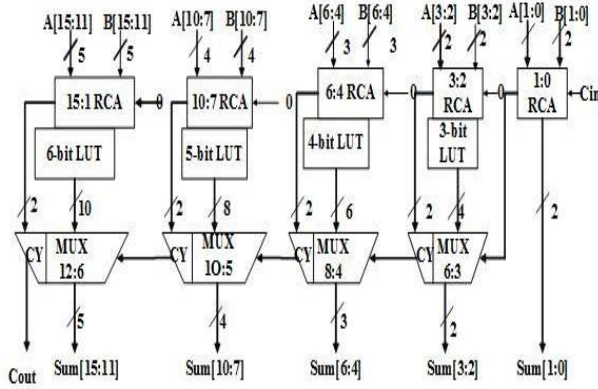 A[15:11] B[15:11] A[10:7] B[10:7] A[6:4] B[6:4] A[3:2] B[3:2] A[1:0] B[1:0]
5 5 4 4 3 3 2 2 2
15:1 RCA 0 10:7 RCA 0 6:4 RCA 0 3:2 RCA 0 1:0 RCA Cin
6-bit LUT 5-bit LUT 4-bit LUT 3-bit LUT
2 10 2 8 2 6 2 4 2
CY MUX 12:6 CY MUX 1O:5 CY MUX 8:4 CY MUX 6:3
5 4 3 2
Cout Sum[15:11] Sum[10:7] Sum[6:4] Sum[3:2] Sum[1:0]